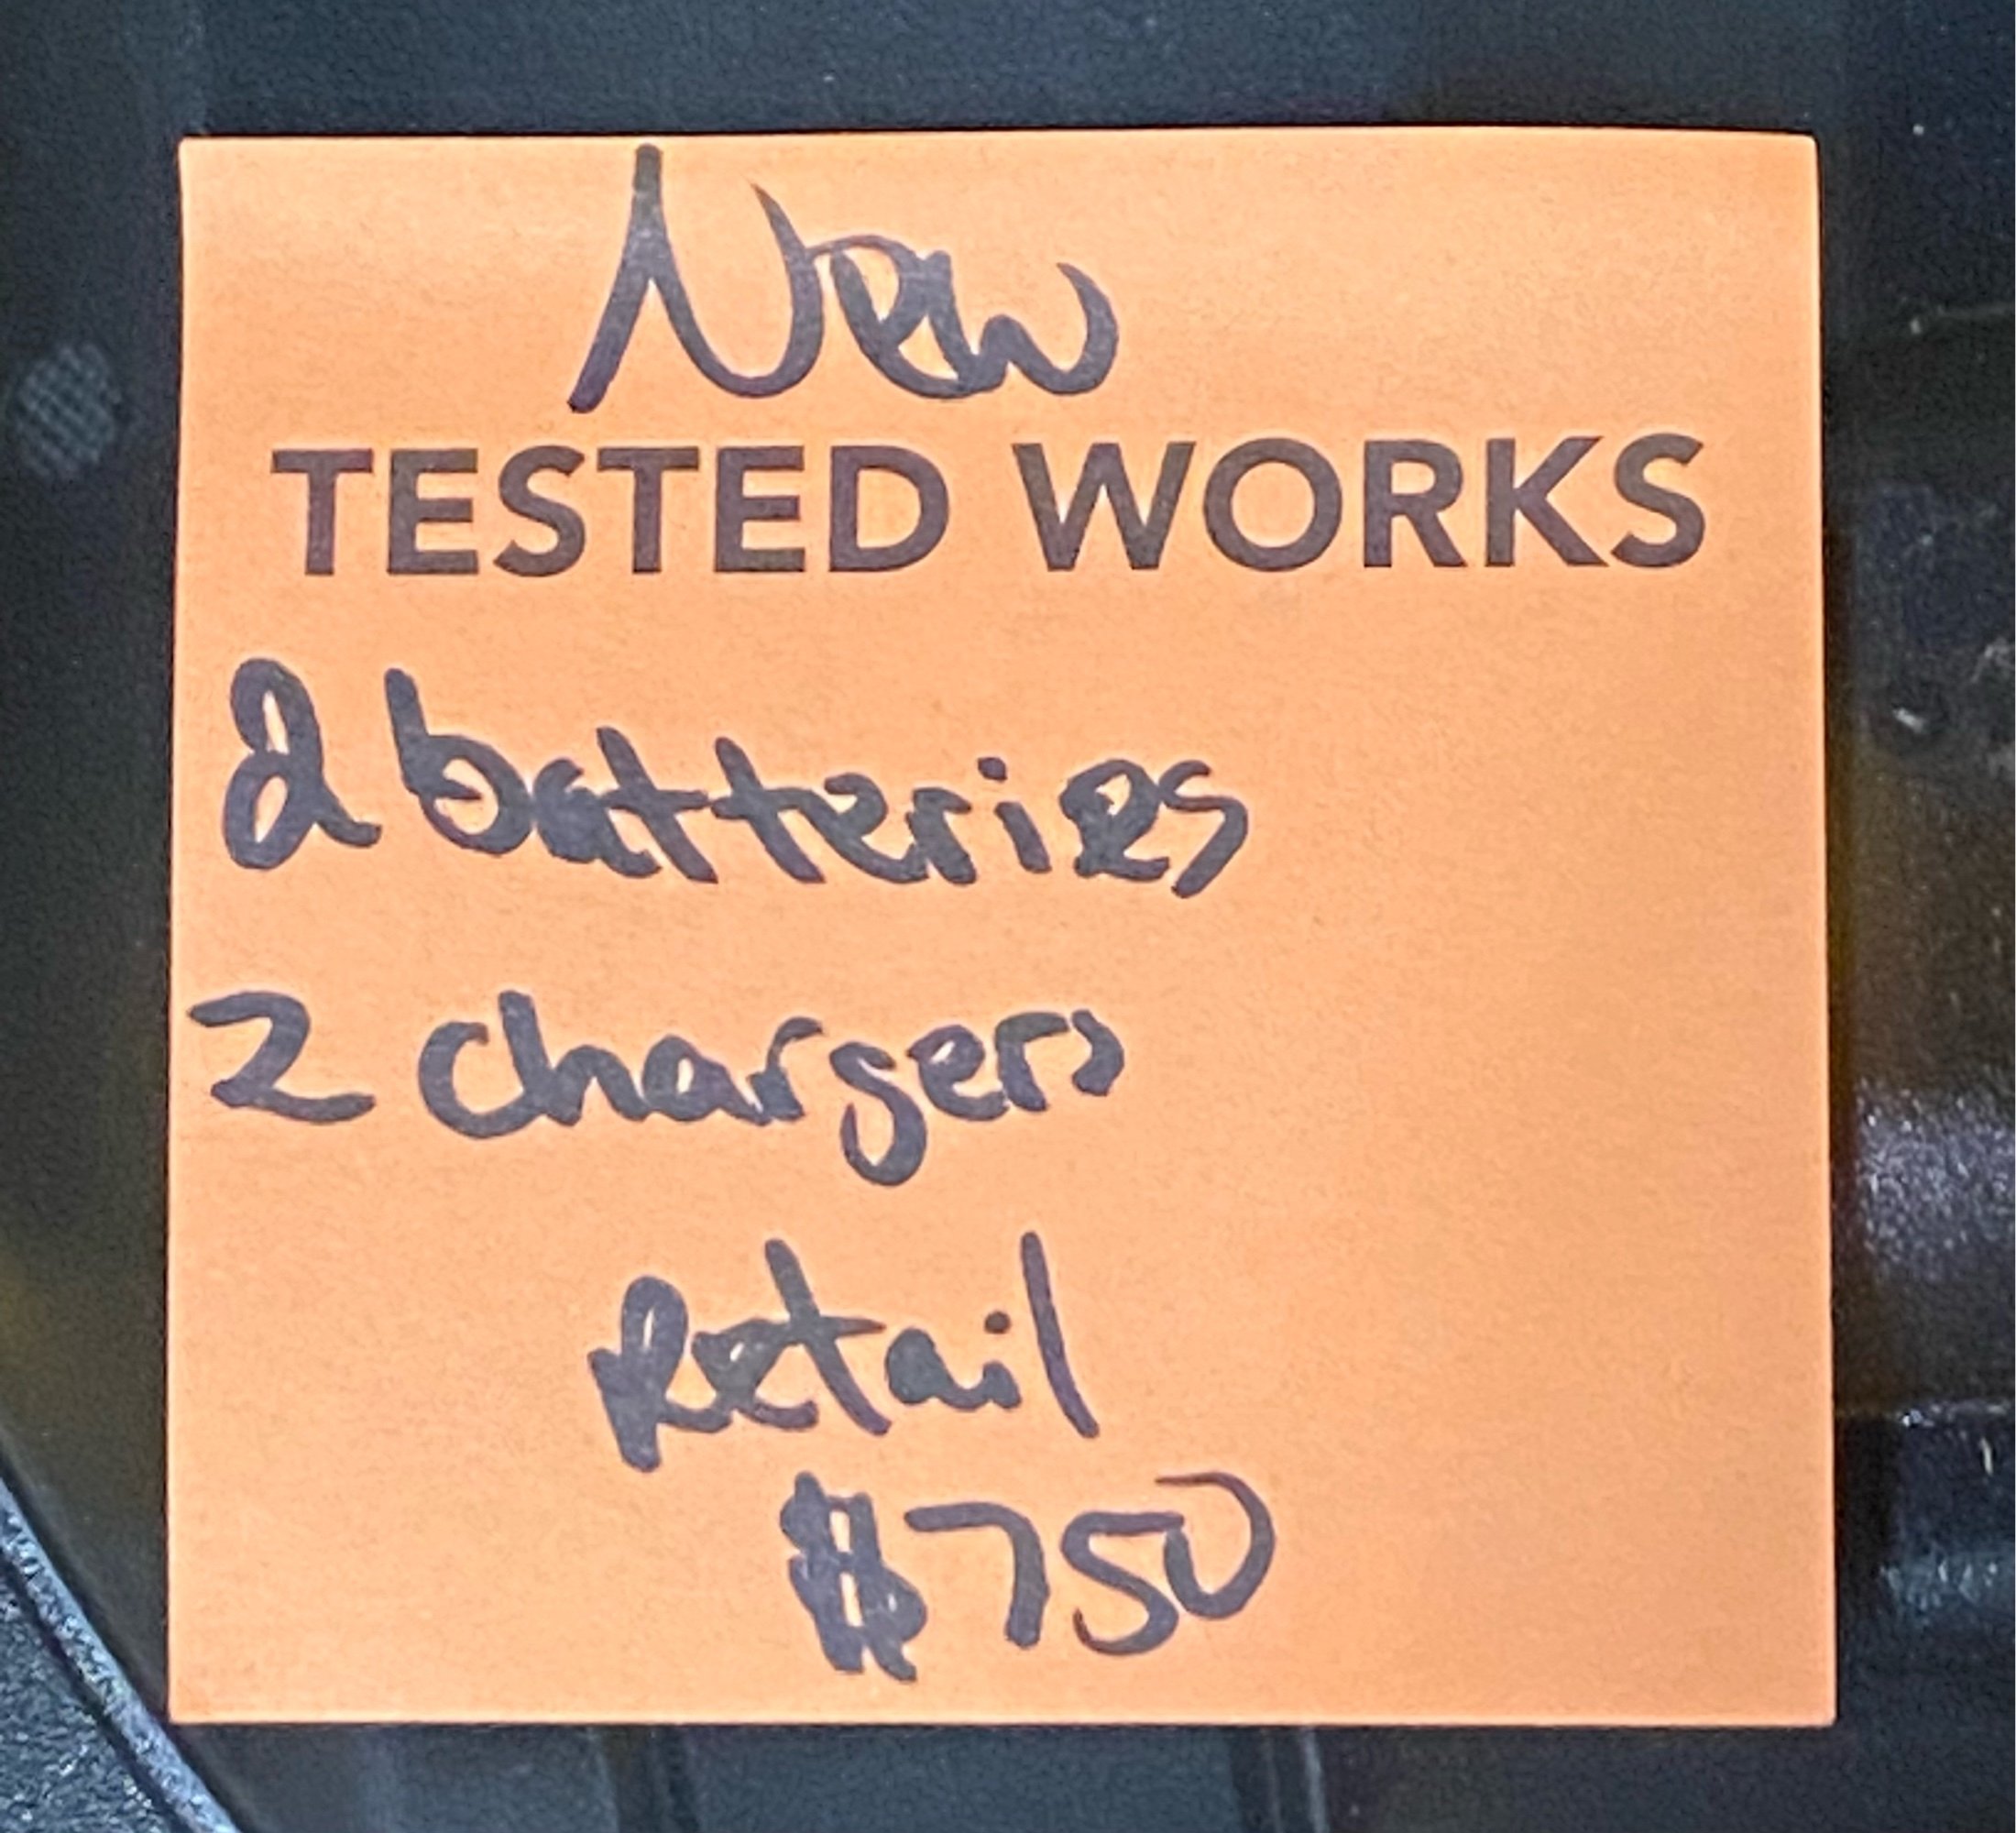 New
TESTED WORKS
2 batteries
2 chargers
Retail
$750